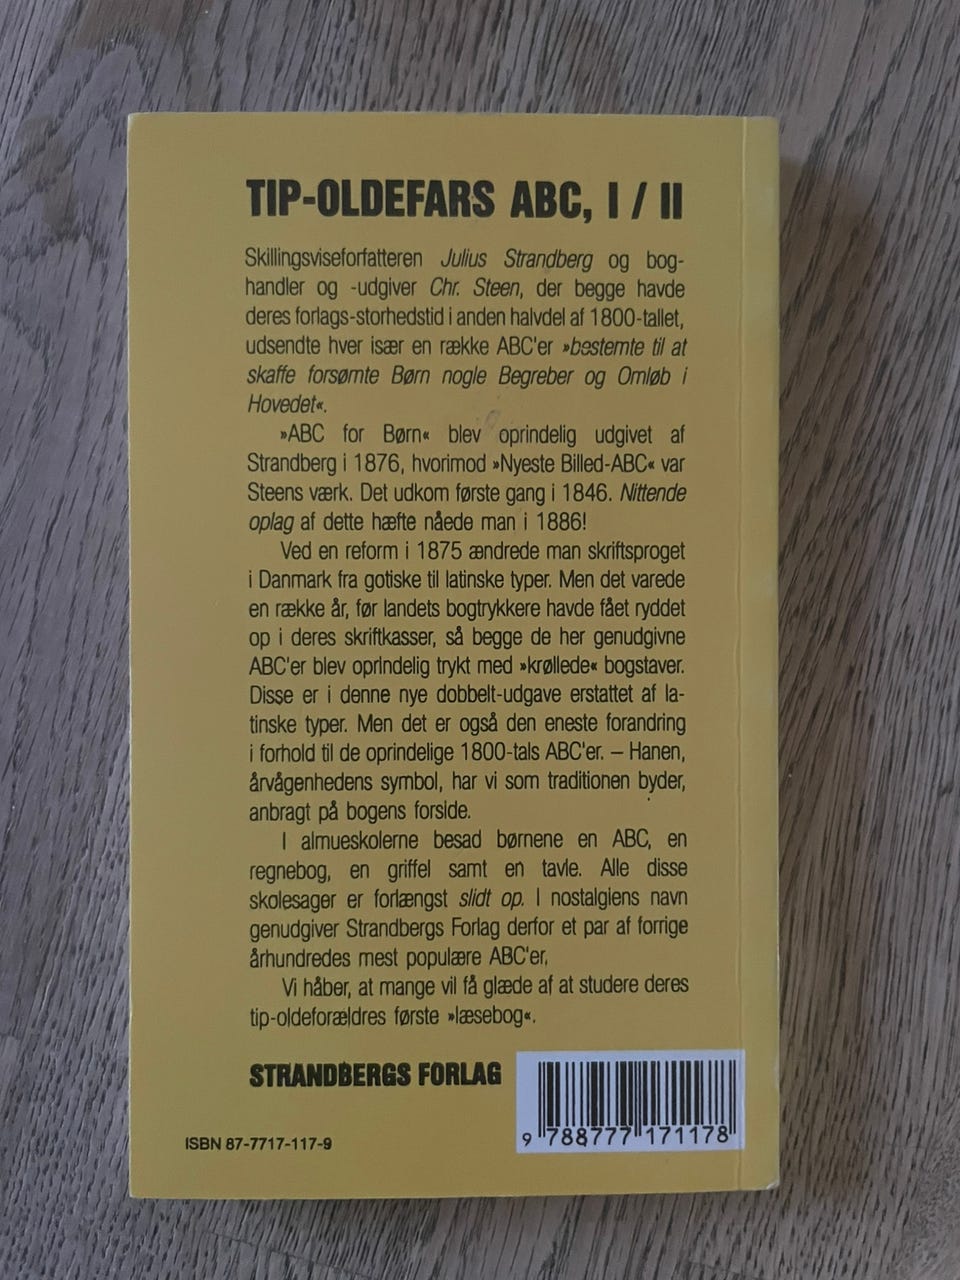 TIP-OLDEFARS ABC, I / II
Skillingsviseforfatteren Julius Strandberg og bog-
handler og -udgiver Chr. Steen, der begge havde
deres forlags-storhedstid i anden halvdel af 1800-tallet,
udsendte hver især en række ABC'er »bestemte til at
skaffe forsømte Børn nogle Begreber og Omløb i
Hovedet«.
»ABC for Børn« blev oprindelig udgivet af
Strandberg i 1876, hvorimod »Nyeste Billed-ABC« var
Steens værk. Det udkom første gang i 1846. Nittende
oplag af dette hæfte nåede man i 1886!
Ved en reform i 1875 ændrede man skriftsproget
i Danmark fra gotiske til latinske typer. Men det varede
en række år, før landets bogtrykkere havde fået ryddet
op i deres skriftkasser, så begge de her genudgivne
ABC'er blev oprindelig trykt med »krøllede« bogstaver.
Disse er i denne nye dobbelt-udgave erstattet af la-
tinske typer. Men det er også den eneste forandring
i forhold til de oprindelige 1800-tals ABC'er. – Hanen,
årvågenhedens symbol, har vi som traditionen byder,
anbragt på bogens forside.
I almueskolerne besad børnene en ABC, en
regnebog, en griffel samt en tavle. Alle disse
skolesager er forlængst slidt op. I nostalgiens navn
genudgiver Strandbergs Forlag derfor et par af forrige
århundredes mest populære ABC'er.
Vi håber, at mange vil få glæde af at studere deres
tip-oldeforældres første »læsebog«.
STRANDBERGS FORLAG
ISBN 87-7717-117-9
9 788777 171178